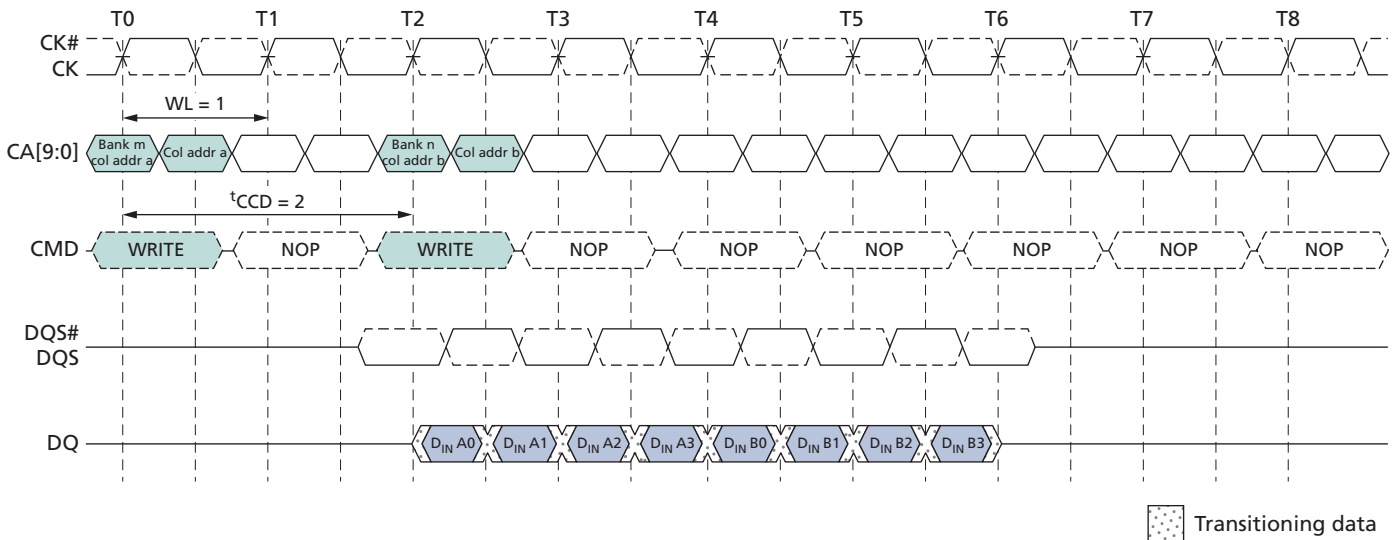 T0 T1 T2 T3 T4 T5 T6 T7 T8
CK#
CK
WL = 1
CA[9:0]
Bank m
col addr a
Col addr a
Bank n
col addr b
Col addr b
tCCD = 2
CMD WRITE NOP WRITE NOP NOP NOP NOP NOP NOP
DQS#
DQS
DQ DIN A0 DIN A1 DIN A2 DIN A3 DIN B0 DIN B1 DIN B2 DIN B3
Transitioning data